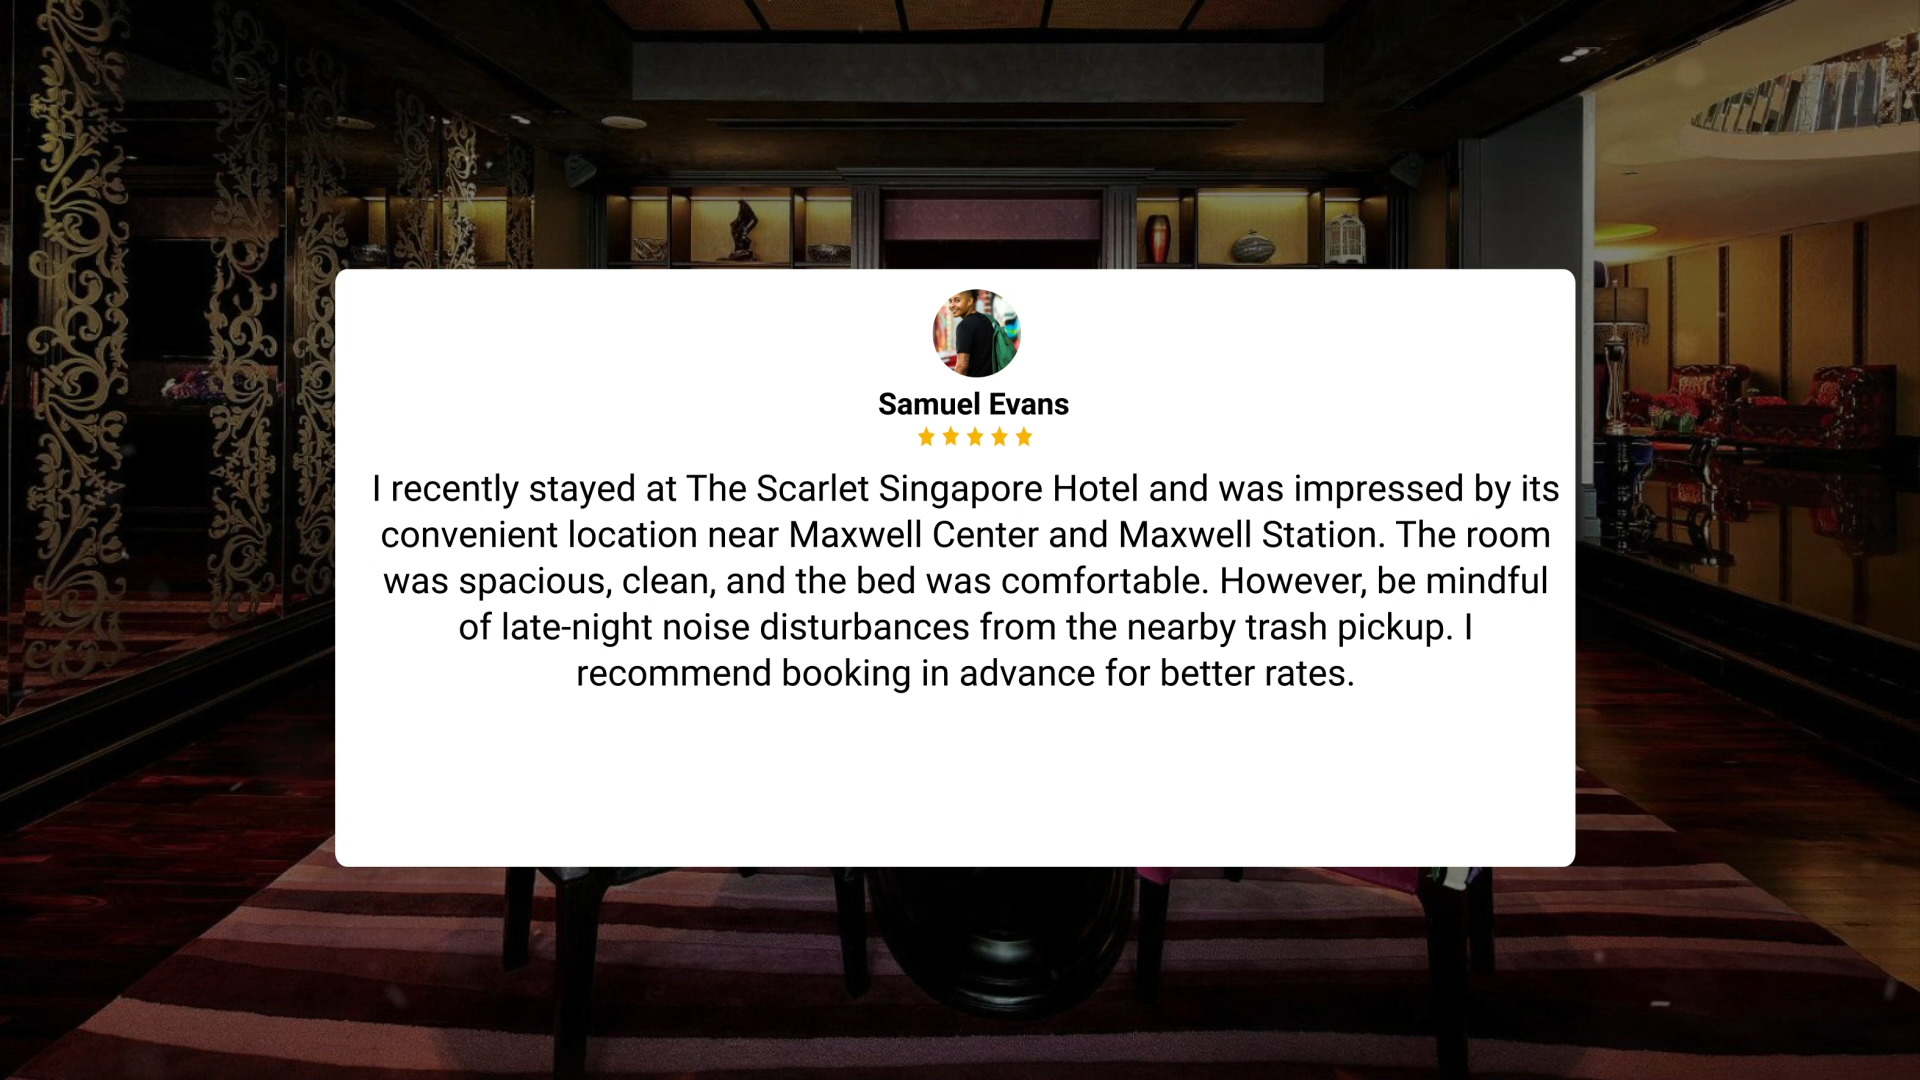 Samuel Evans
I recently stayed at The Scarlet Singapore Hotel and was impressed by its
convenient location near Maxwell Center and Maxwell Station. The room
was spacious, clean, and the bed was comfortable. However, be mindful
of late-night noise disturbances from the nearby trash pickup. I
recommend booking in advance for better rates.